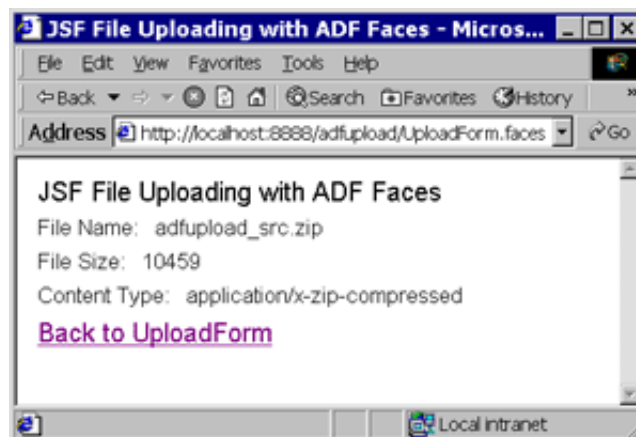 JSF File Uploading with ADF Faces - Micros...
File Edit View Favorites Tools Help
Back Search Favorites History »
Address http://localhost:8888/adfupload/UploadForm.faces Go
JSF File Uploading with ADF Faces
File Name: adfupload_src.zip
File Size: 10459
Content Type: application/x-zip-compressed
Back to UploadForm
Local intranet